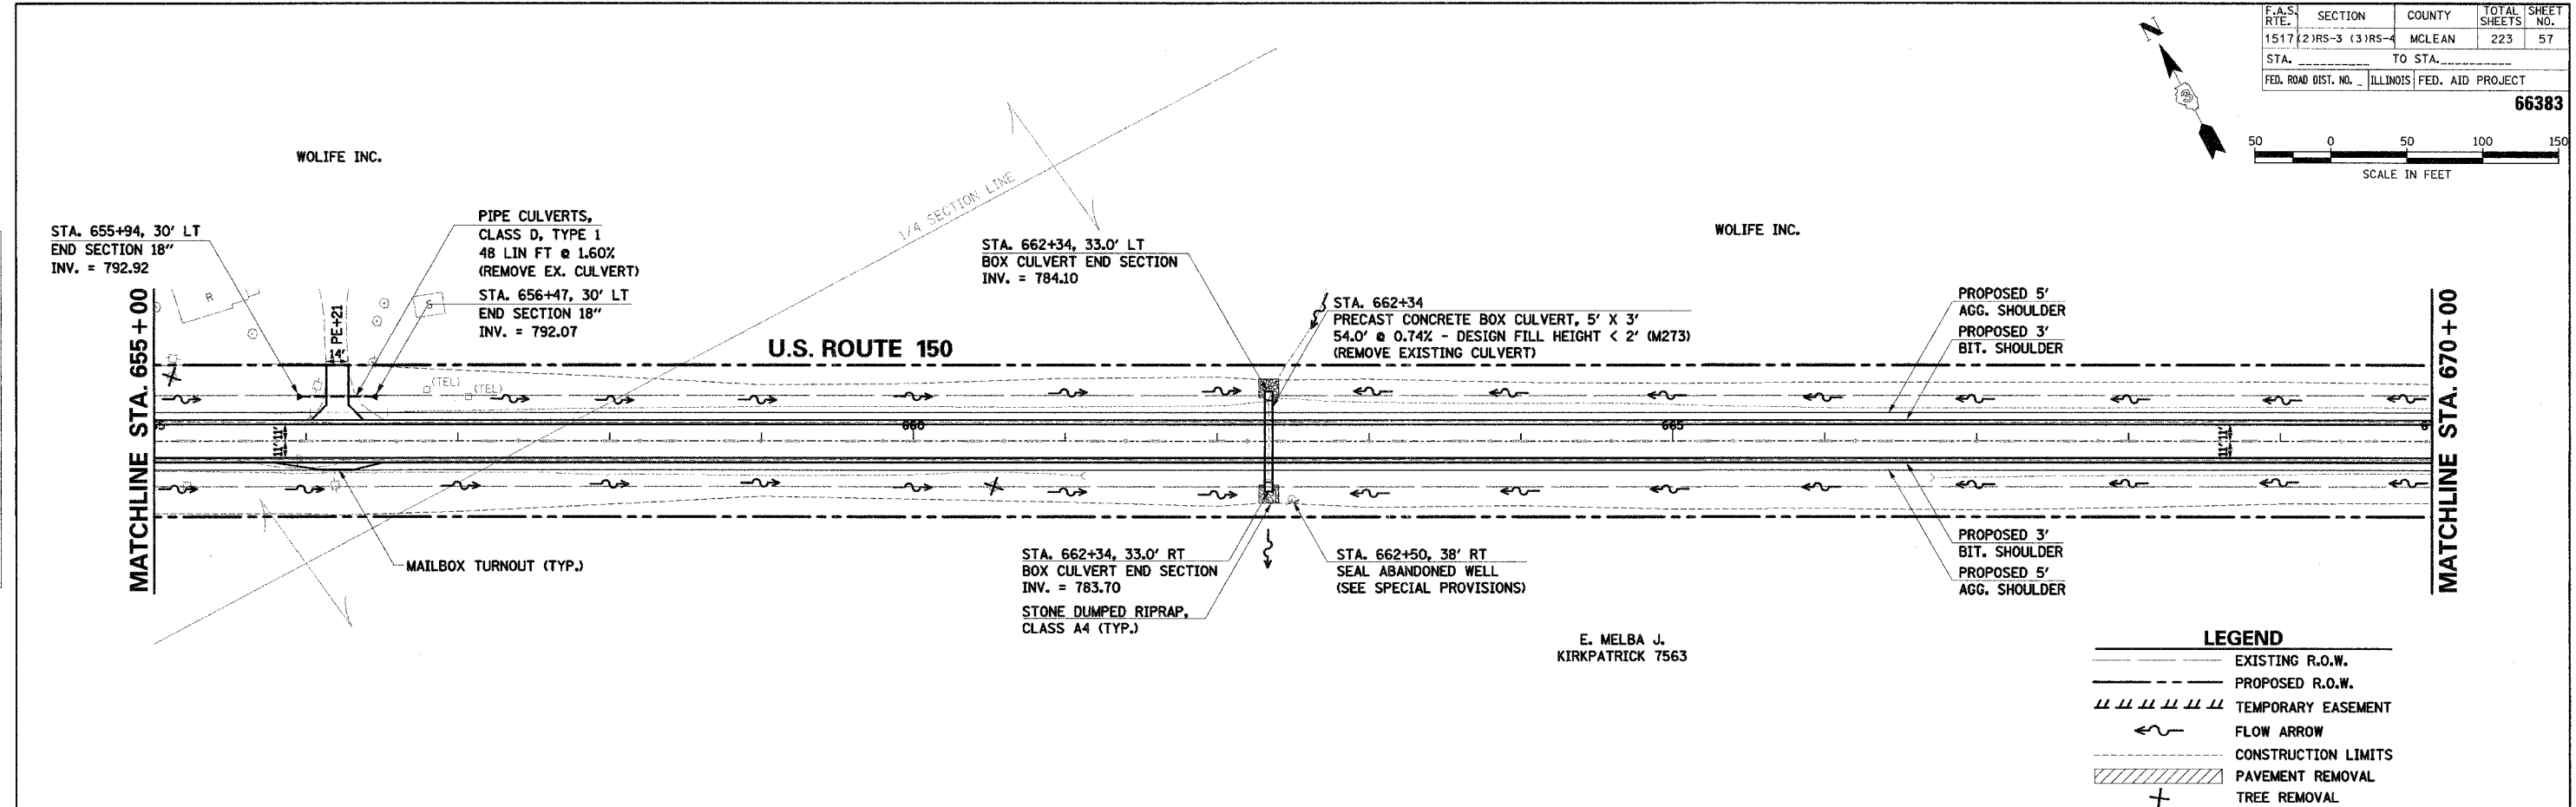 F.A.S. RTE. SECTION COUNTY TOTAL SHEETS SHEET NO.
1517 (2)RS-3 (3)RS-4 MCLEAN 223 57
STA. __________ TO STA. __________
FED. ROAD DIST. NO. _ ILLINOIS FED. AID PROJECT
66383
N
50 0 50 100 150
SCALE IN FEET
WOLIFE INC.
1/4 SECTION LINE
WOLIFE INC.
STA. 655+94, 30' LT
END SECTION 18"
INV. = 792.92
PIPE CULVERTS,
CLASS D, TYPE 1
48 LIN FT @ 1.60%
(REMOVE EX. CULVERT)
STA. 656+47, 30' LT
END SECTION 18"
INV. = 792.07
STA. 662+34, 33.0' LT
BOX CULVERT END SECTION
INV. = 784.10
STA. 662+34
PRECAST CONCRETE BOX CULVERT, 5' X 3'
54.0' @ 0.74% - DESIGN FILL HEIGHT < 2' (M273)
(REMOVE EXISTING CULVERT)
PROPOSED 5'
AGG. SHOULDER
PROPOSED 3'
BIT. SHOULDER
MATCHLINE STA. 655+00
R
PE+21
14'
S
(TEL)
(TEL)
U.S. ROUTE 150
660
665
11' 11'
11' 11'
MATCHLINE STA. 670+00
MAILBOX TURNOUT (TYP.)
STA. 662+34, 33.0' RT
BOX CULVERT END SECTION
INV. = 783.70
STONE DUMPED RIPRAP,
CLASS A4 (TYP.)
STA. 662+50, 38' RT
SEAL ABANDONED WELL
(SEE SPECIAL PROVISIONS)
PROPOSED 3'
BIT. SHOULDER
PROPOSED 5'
AGG. SHOULDER
E. MELBA J.
KIRKPATRICK 7563
LEGEND
EXISTING R.O.W.
PROPOSED R.O.W.
TEMPORARY EASEMENT
FLOW ARROW
CONSTRUCTION LIMITS
PAVEMENT REMOVAL
TREE REMOVAL